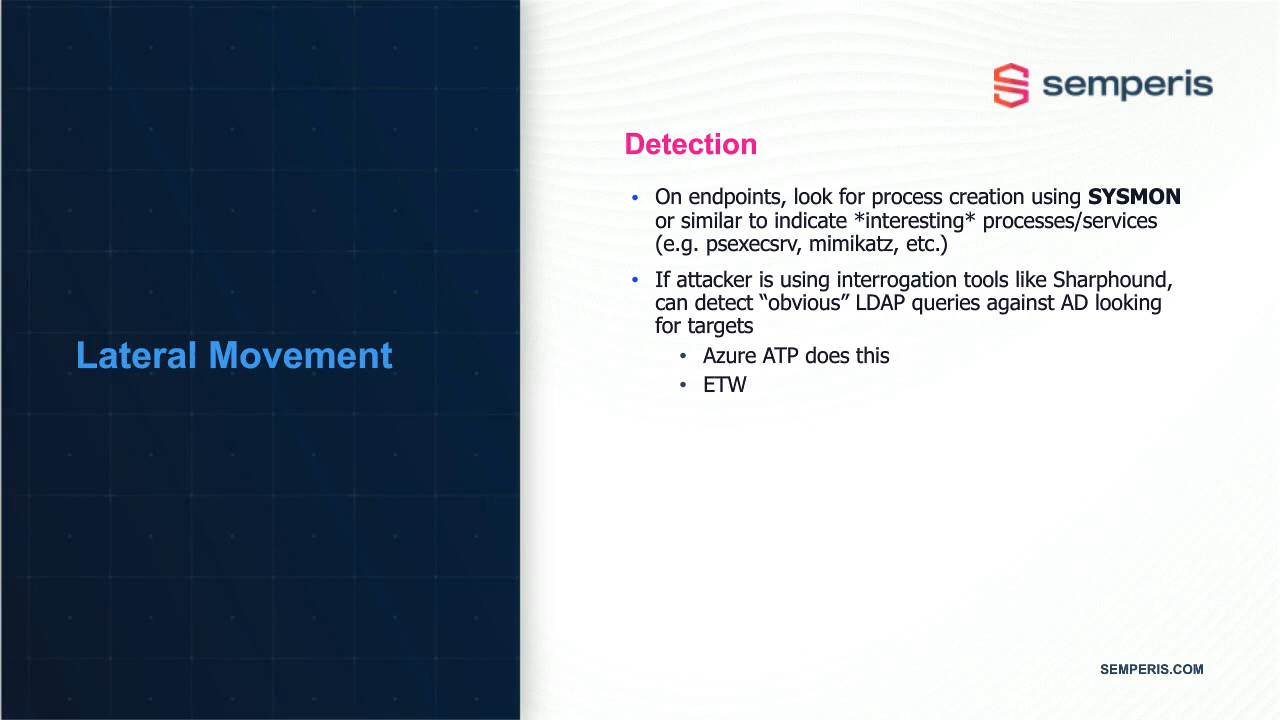 semperis
Detection
• On endpoints, look for process creation using SYSMON
or similar to indicate *interesting* processes/services
(e.g. psexecsrv, mimikatz, etc.)
• If attacker is using interrogation tools like Sharphound,
can detect “obvious” LDAP queries against AD looking
for targets
• Azure ATP does this
• ETW
Lateral Movement
SEMPERIS.COM